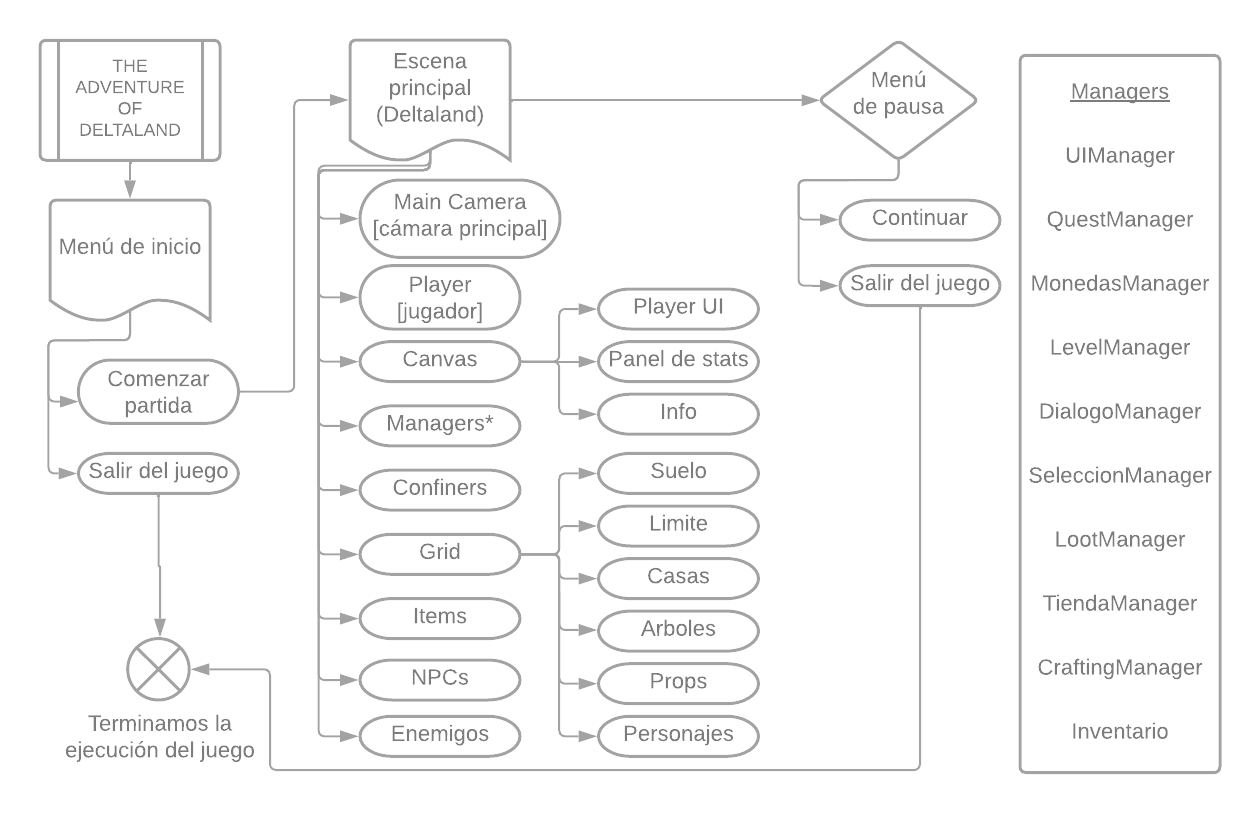 THE
ADVENTURE
OF
DELTALAND
Menú de inicio
Comenzar
partida
Salir del juego
Terminamos la
ejecución del juego
Escena
principal
(Deltaland)
Main Camera
[cámara principal]
Player
[jugador]
Canvas
Managers*
Confiners
Grid
Items
NPCs
Enemigos
Player UI
Panel de stats
Info
Suelo
Limite
Casas
Arboles
Props
Personajes
Menú
de pausa
Continuar
Salir del juego
Managers
UIManager
QuestManager
MonedasManager
LevelManager
DialogoManager
SeleccionManager
LootManager
TiendaManager
CraftingManager
Inventario